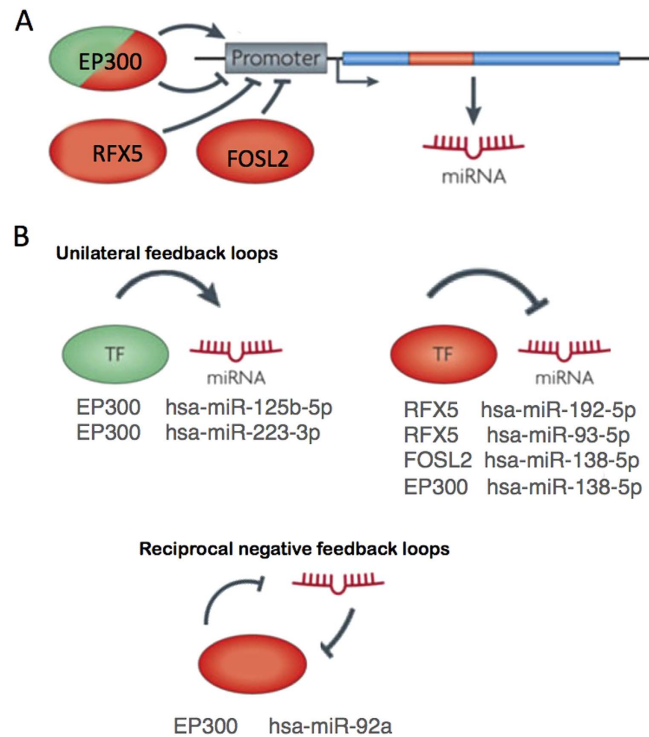 A
EP300
Promoter
RFX5
FOSL2
miRNA
B
Unilateral feedback loops
TF
miRNA
EP300 hsa-miR-125b-5p
EP300 hsa-miR-223-3p
TF
miRNA
RFX5 hsa-miR-192-5p
RFX5 hsa-miR-93-5p
FOSL2 hsa-miR-138-5p
EP300 hsa-miR-138-5p
Reciprocal negative feedback loops
EP300 hsa-miR-92a